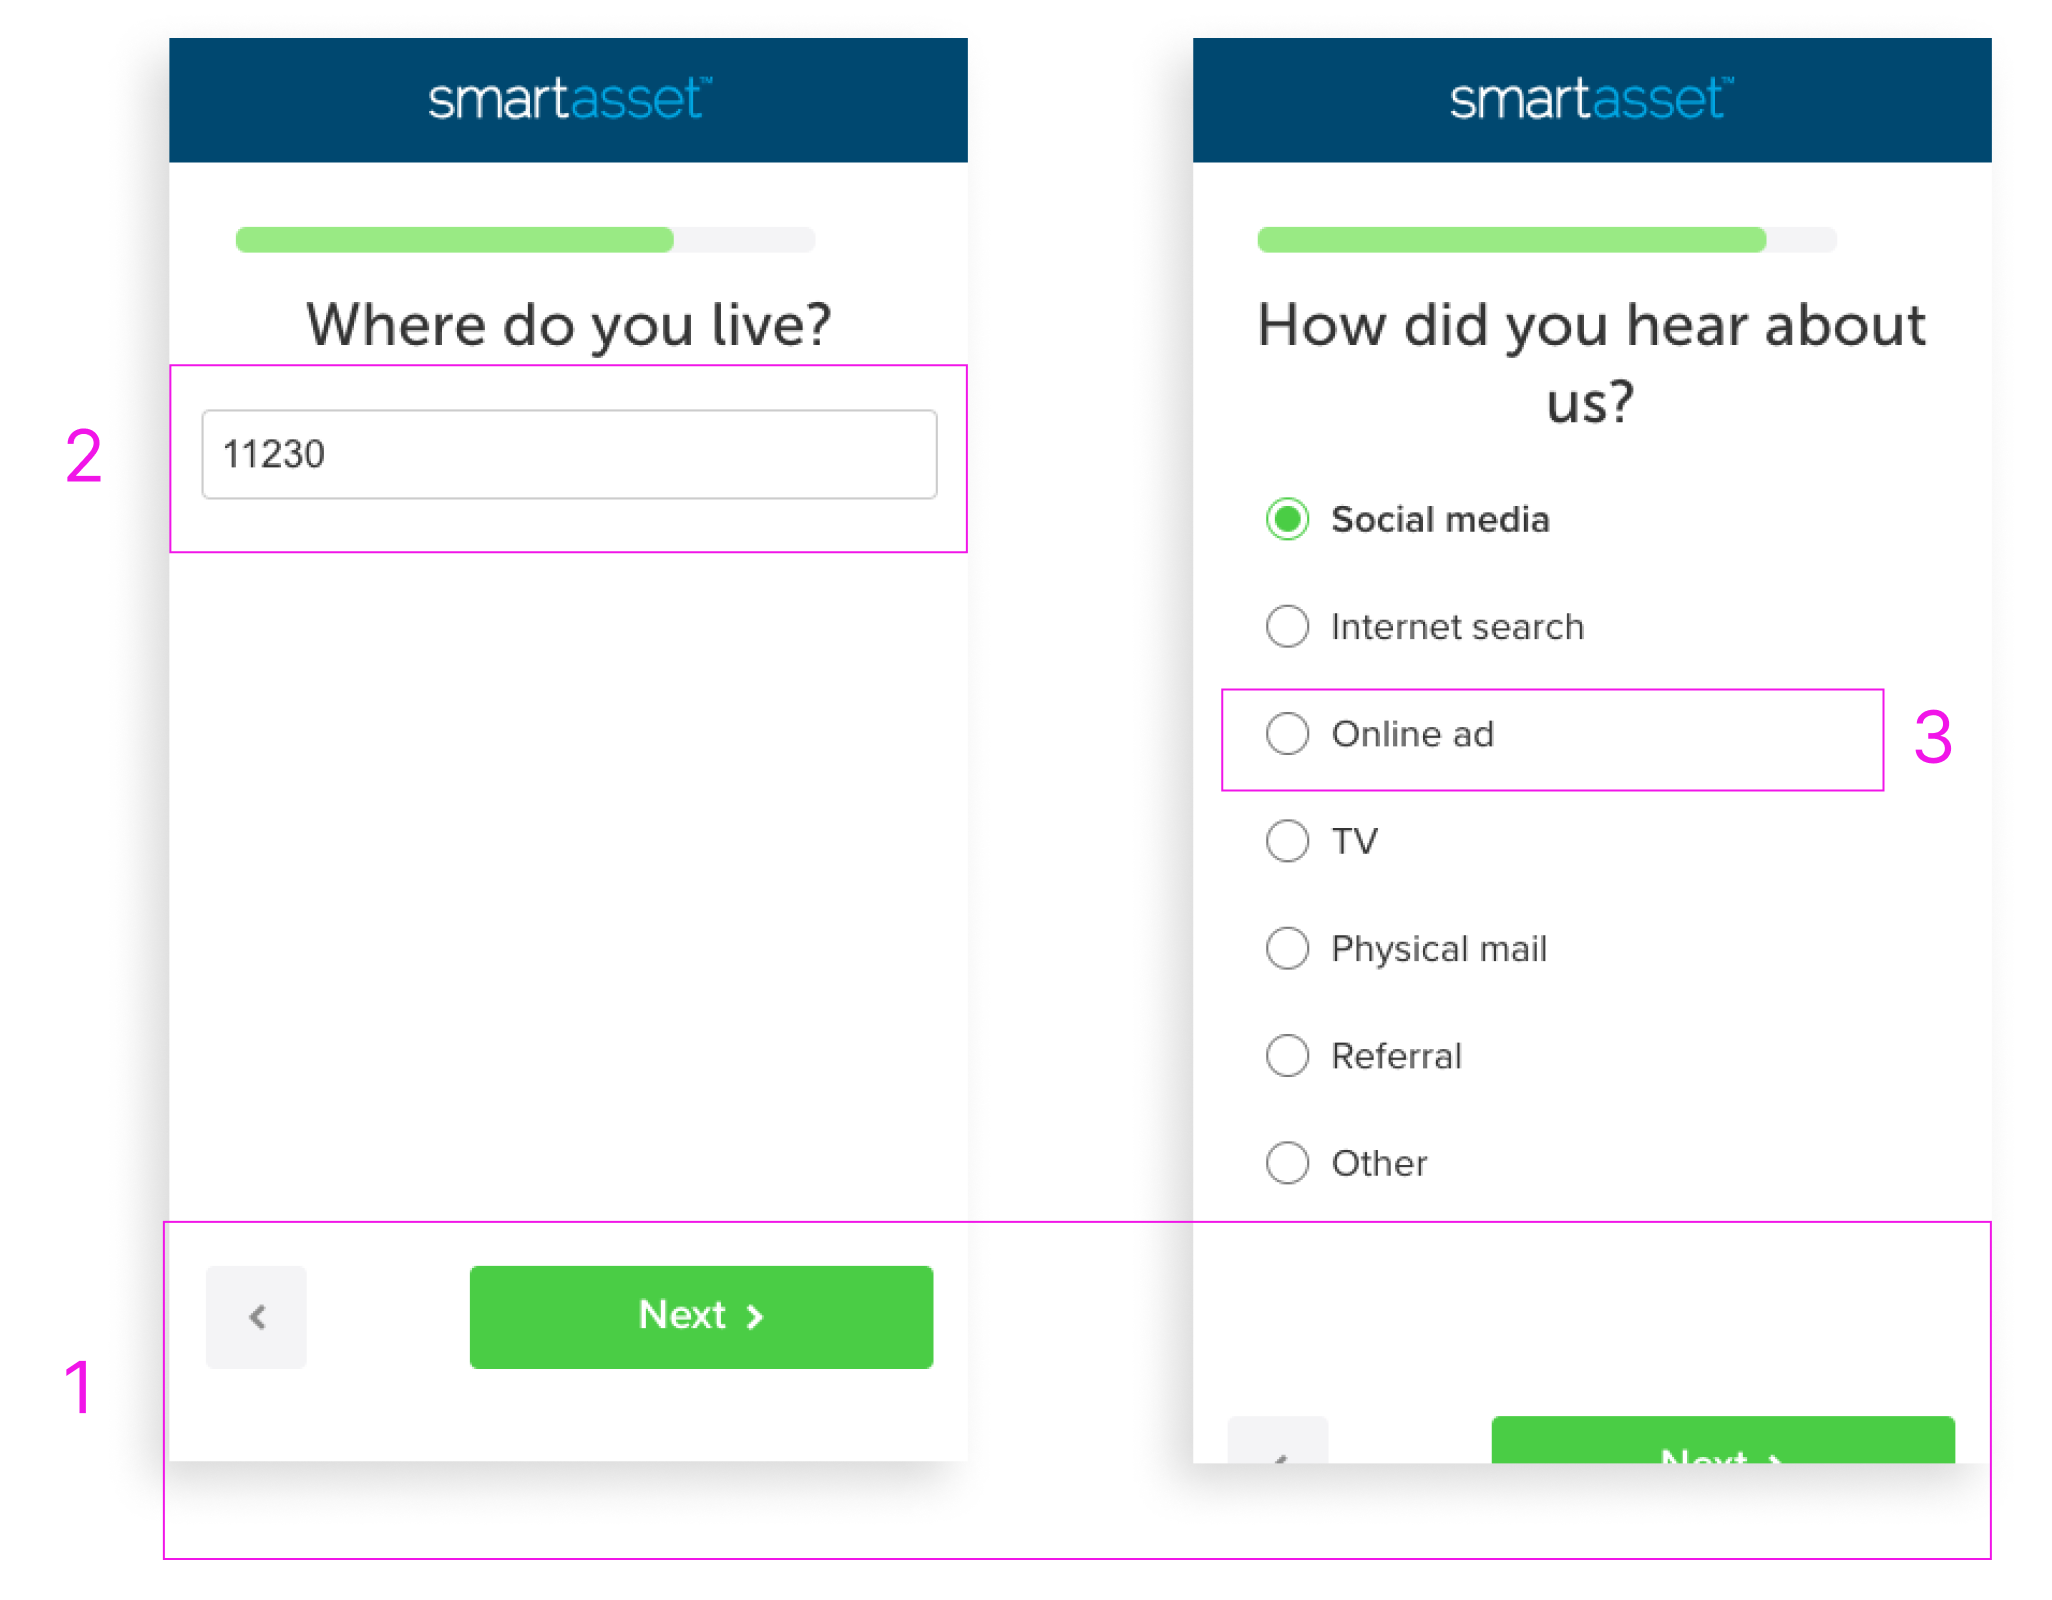 smartasset™
Where do you live?
2
11230
Next
1
smartasset™
How did you hear about
us?
Social media
Internet search
Online ad
3
TV
Physical mail
Referral
Other
Next